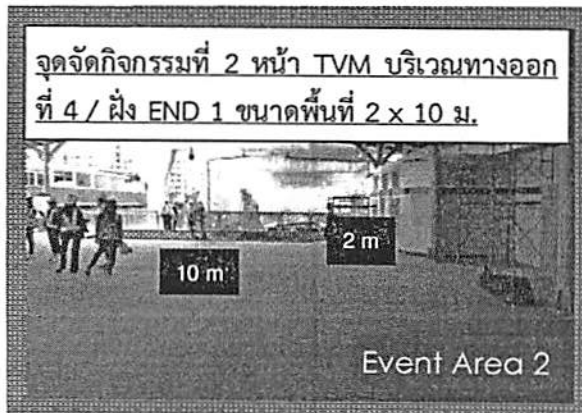 จุดจัดกิจกรรมที่ 2 หน้า TVM บริเวณทางออก
ที่ 4 / ฝั่ง END 1 ขนาดพื้นที่ 2 x 10 ม.
2 m
10 m
Event Area 2